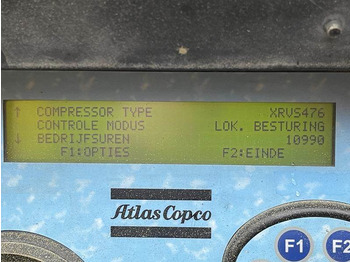 ↑ COMPRESSOR TYPE XRVS476
CONTROLE MODUS LOK. BESTURING
↓ BEDRIJFSUREN 10990
F1:OPTIES F2:EINDE
Atlas Copco
F1 F2